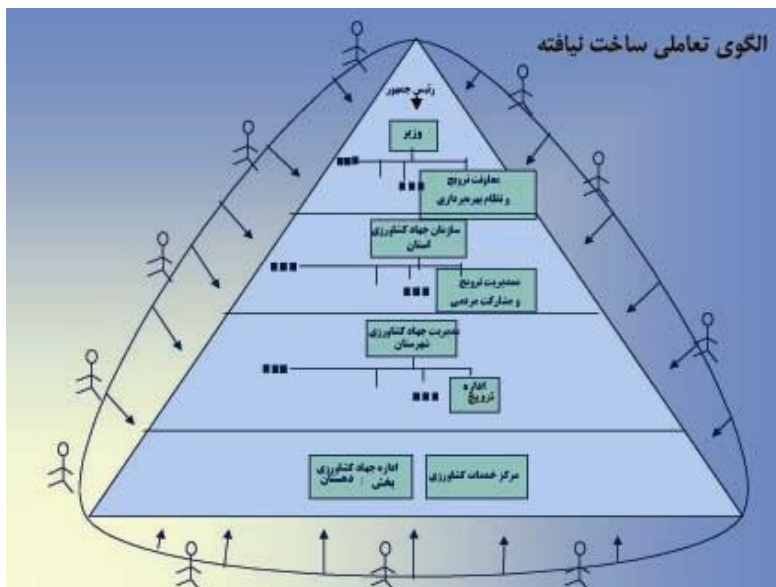 الگوی تعاملی ساخت نیافته
رئیس جمهور
وزیر
معاونت ترویج
و نظام بهره‌برداری
سازمان جهاد کشاورزی
استان
مدیریت ترویج
و مشارکت مردمی
مدیریت جهاد کشاورزی
شهرستان
اداره
ترویج
اداره جهاد کشاورزی
بخش / دهستان
مرکز خدمات کشاورزی